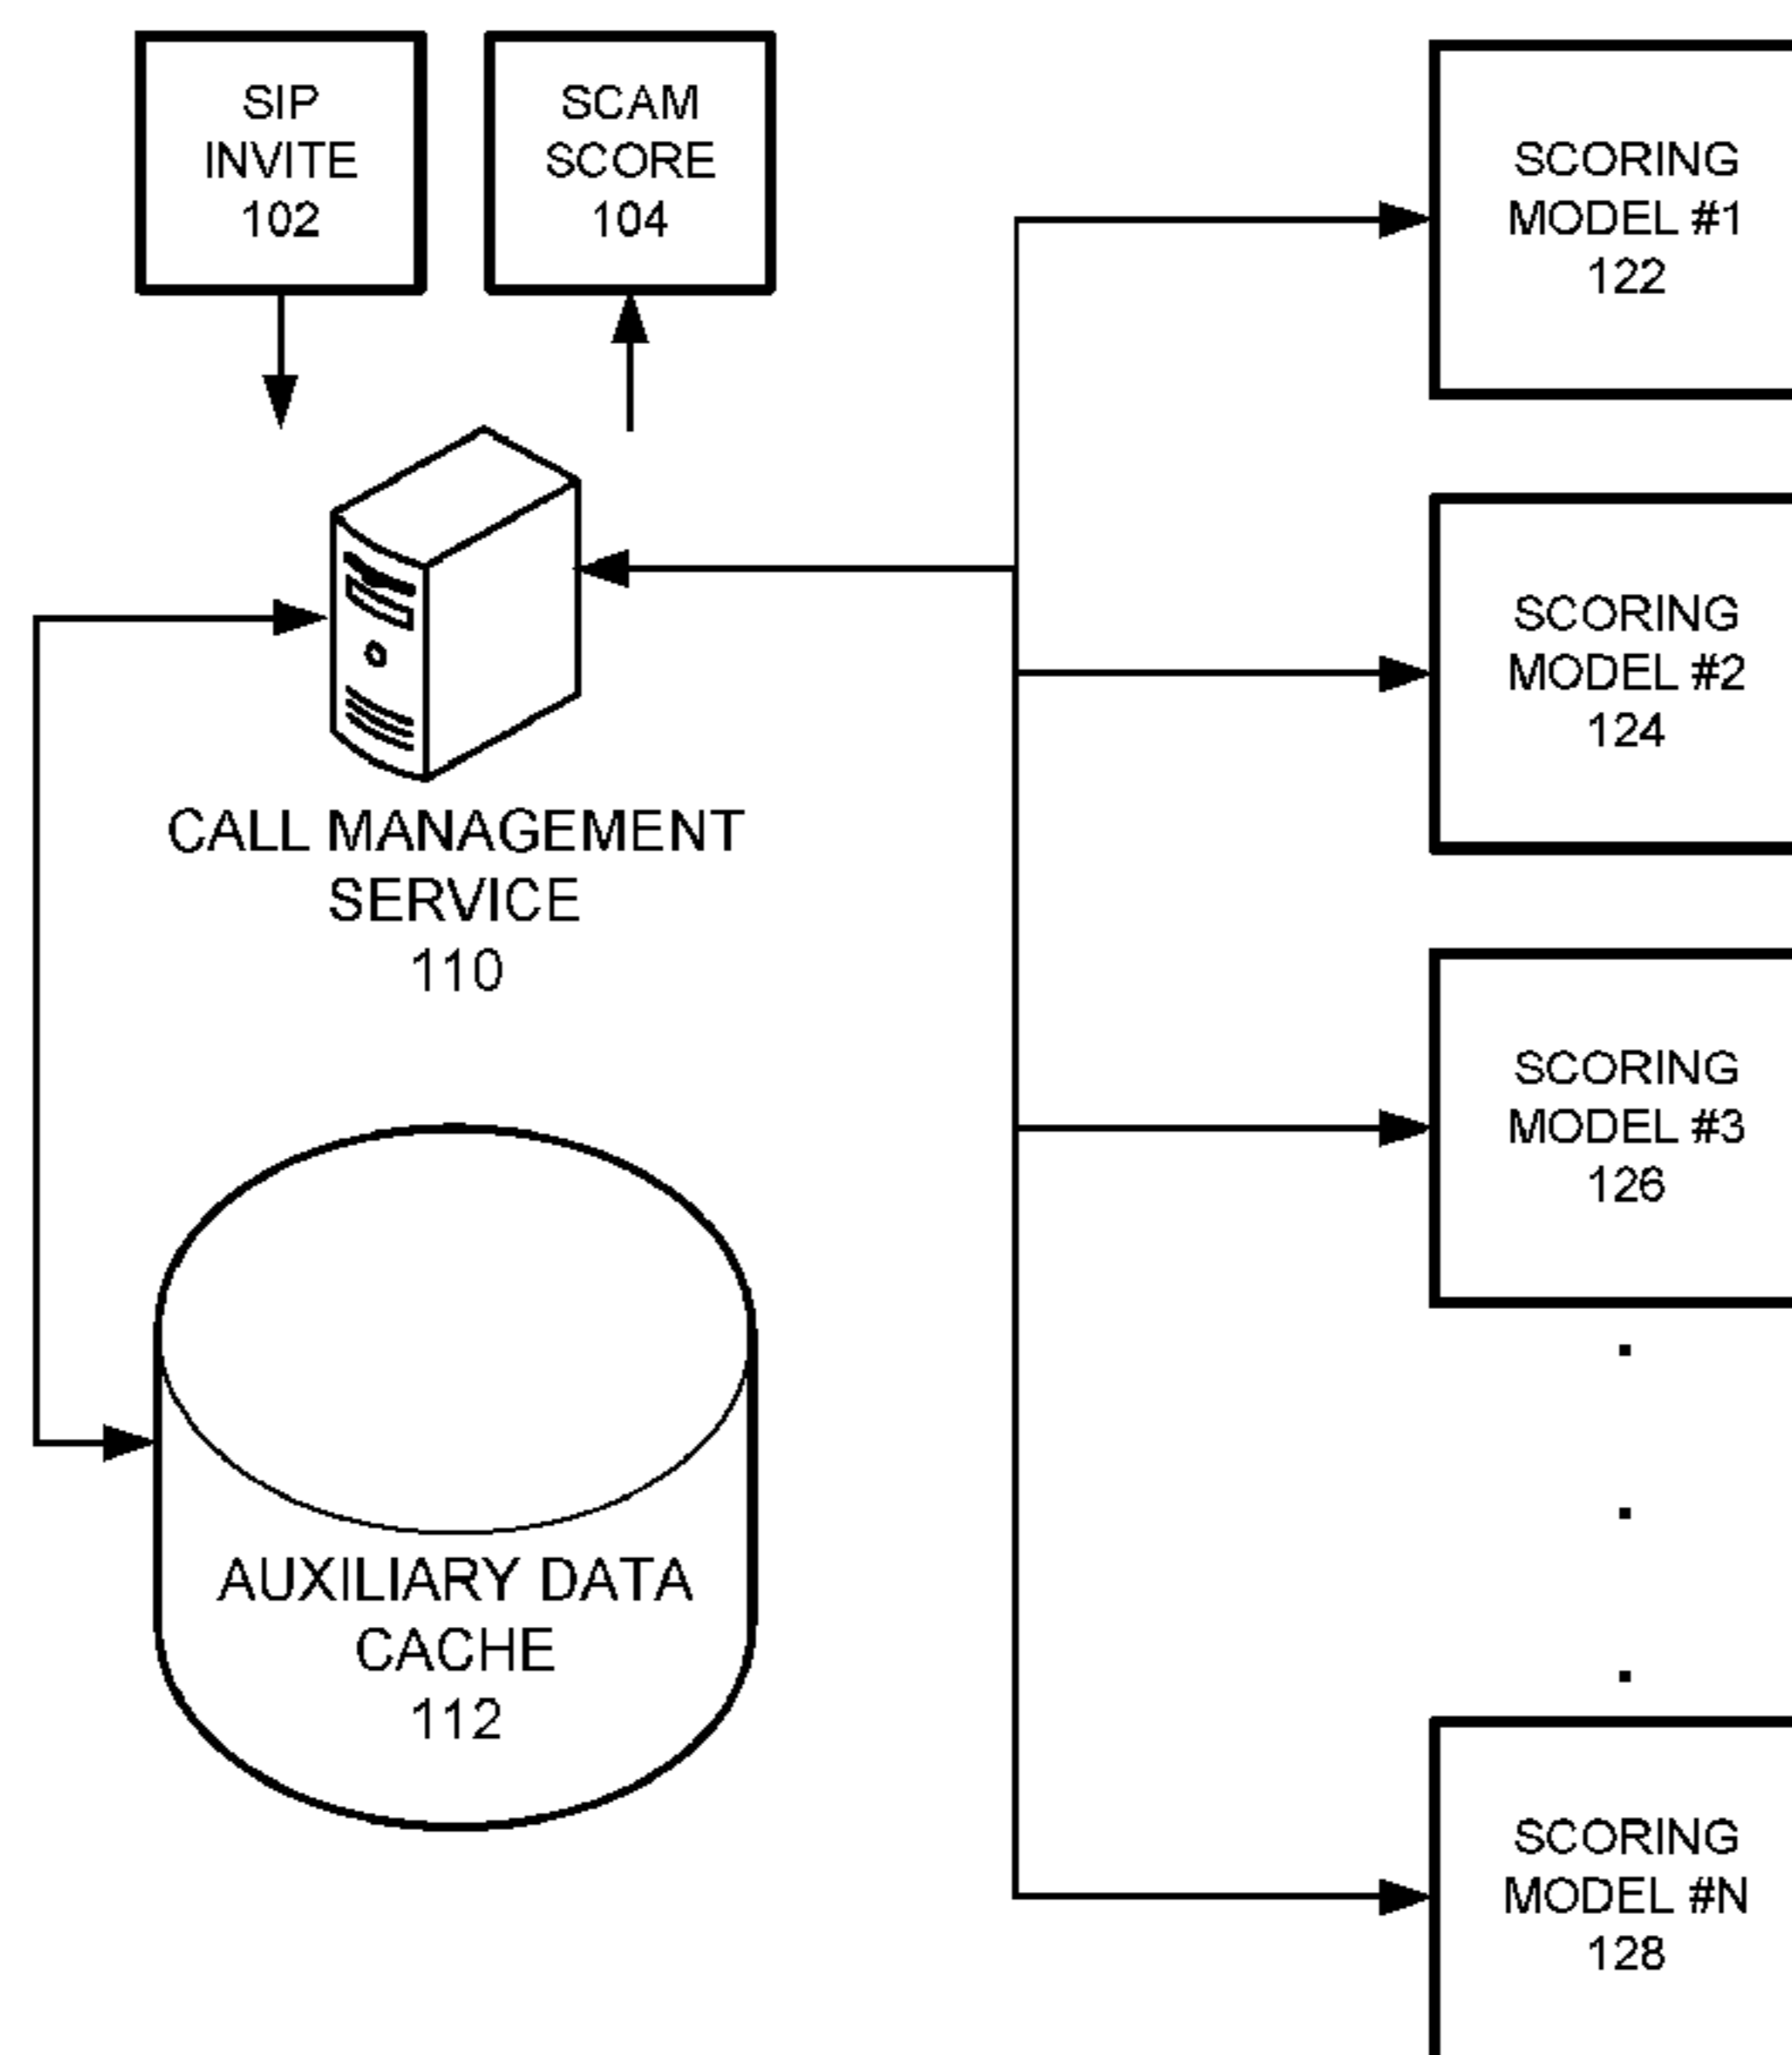 SIP
INVITE
102
SCAM
SCORE
104
SCORING
MODEL #1
122
SCORING
MODEL #2
124
CALL MANAGEMENT
SERVICE
110
SCORING
MODEL #3
126
AUXILIARY DATA
CACHE
112
SCORING
MODEL #N
128